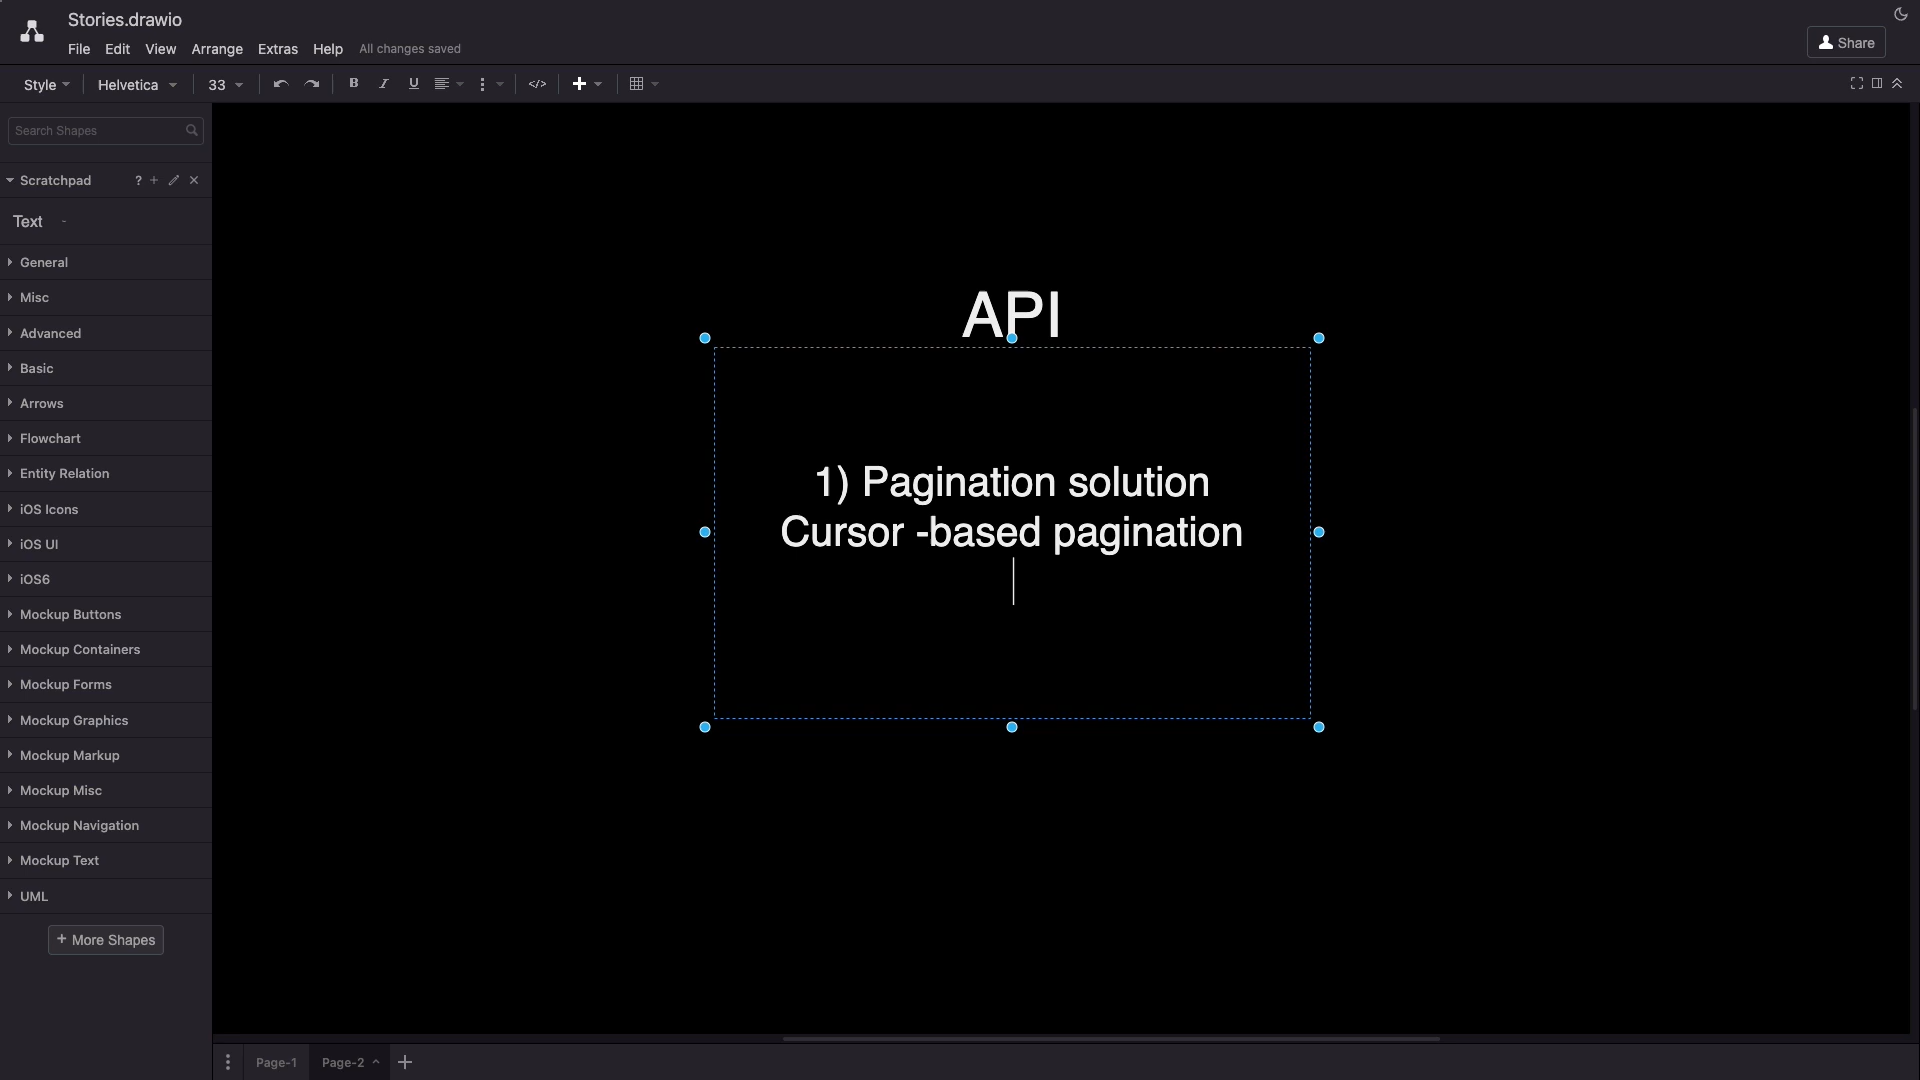 Stories.drawio
File Edit View Arrange Extras Help All changes saved
Share
Style Helvetica 33 B I U </>
Search Shapes
Scratchpad ? + ×
Text -
General
Misc
Advanced
Basic
Arrows
Flowchart
Entity Relation
iOS Icons
iOS UI
iOS6
Mockup Buttons
Mockup Containers
Mockup Forms
Mockup Graphics
Mockup Markup
Mockup Misc
Mockup Navigation
Mockup Text
UML
+ More Shapes
API
1) Pagination solution
Cursor -based pagination
Page-1 Page-2 +